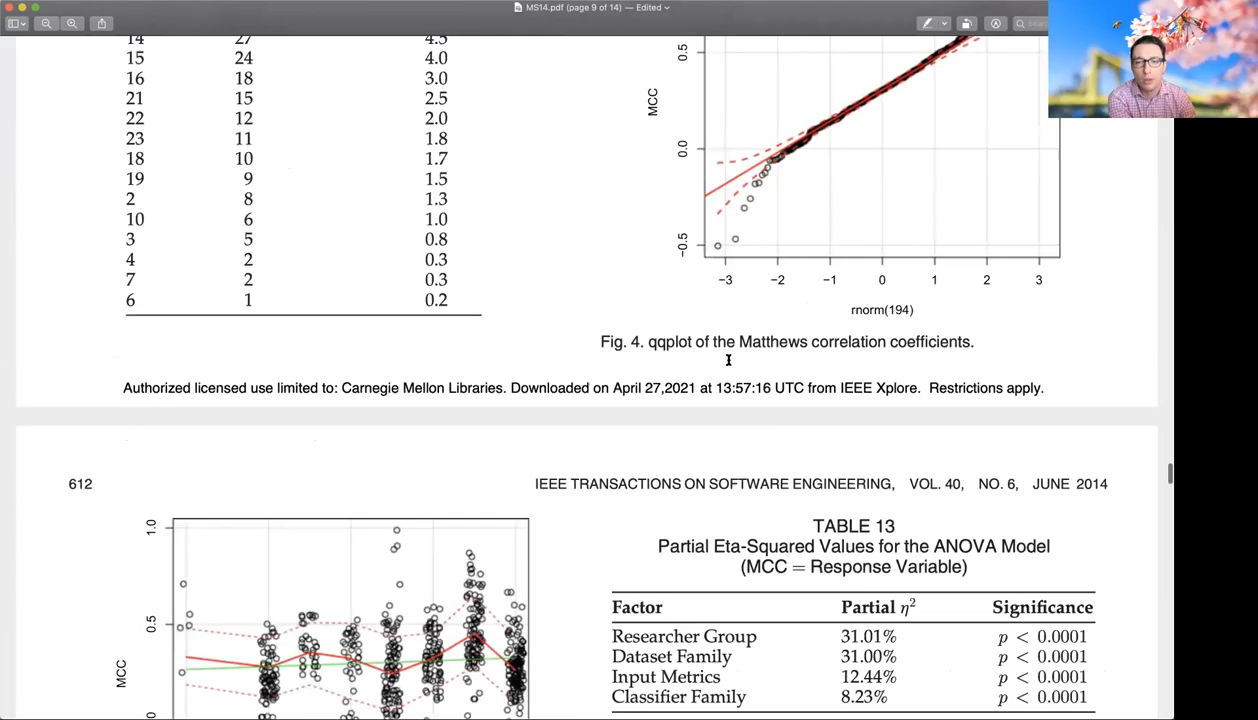 MS14.pdf (page 9 of 14) — Edited
14 27 4.5
15 24 4.0
16 18 3.0
21 15 2.5
22 12 2.0
23 11 1.8
18 10 1.7
19 9 1.5
2 8 1.3
10 6 1.0
3 5 0.8
4 2 0.3
7 2 0.3
6 1 0.2
MCC
0.5
0.0
−0.5
−3 −2 −1 0 1 2 3
rnorm(194)
Fig. 4. qqplot of the Matthews correlation coefficients.
Authorized licensed use limited to: Carnegie Mellon Libraries. Downloaded on April 27,2021 at 13:57:16 UTC from IEEE Xplore. Restrictions apply.
612 IEEE TRANSACTIONS ON SOFTWARE ENGINEERING, VOL. 40, NO. 6, JUNE 2014
MCC
1.0
0.5
TABLE 13
Partial Eta-Squared Values for the ANOVA Model
(MCC = Response Variable)
Factor Partial η² Significance
Researcher Group 31.01% p < 0.0001
Dataset Family 31.00% p < 0.0001
Input Metrics 12.44% p < 0.0001
Classifier Family 8.23% p < 0.0001